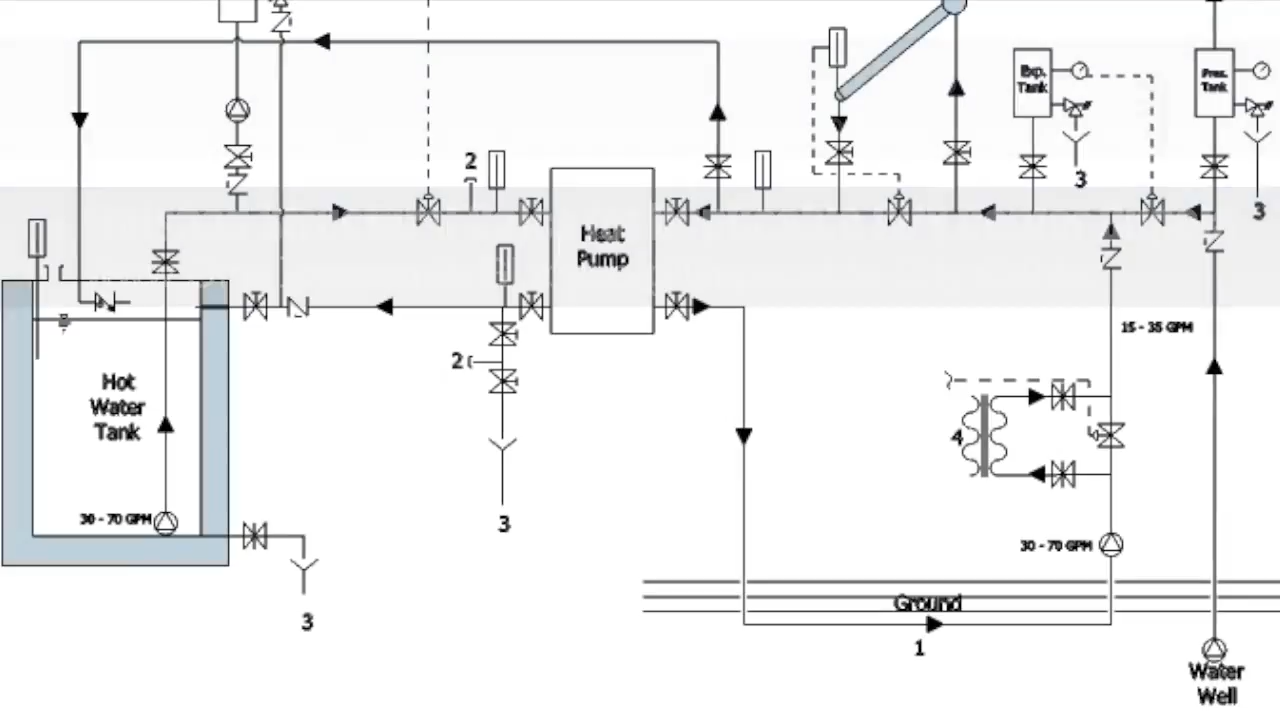 Exp.
Tank
Pres.
Tank
2
3
3
Heat
Pump
15 - 35 GPM
2
Hot
Water
Tank
4
30 - 70 GPM
3
30 - 70 GPM
Ground
3
1
Water
Well